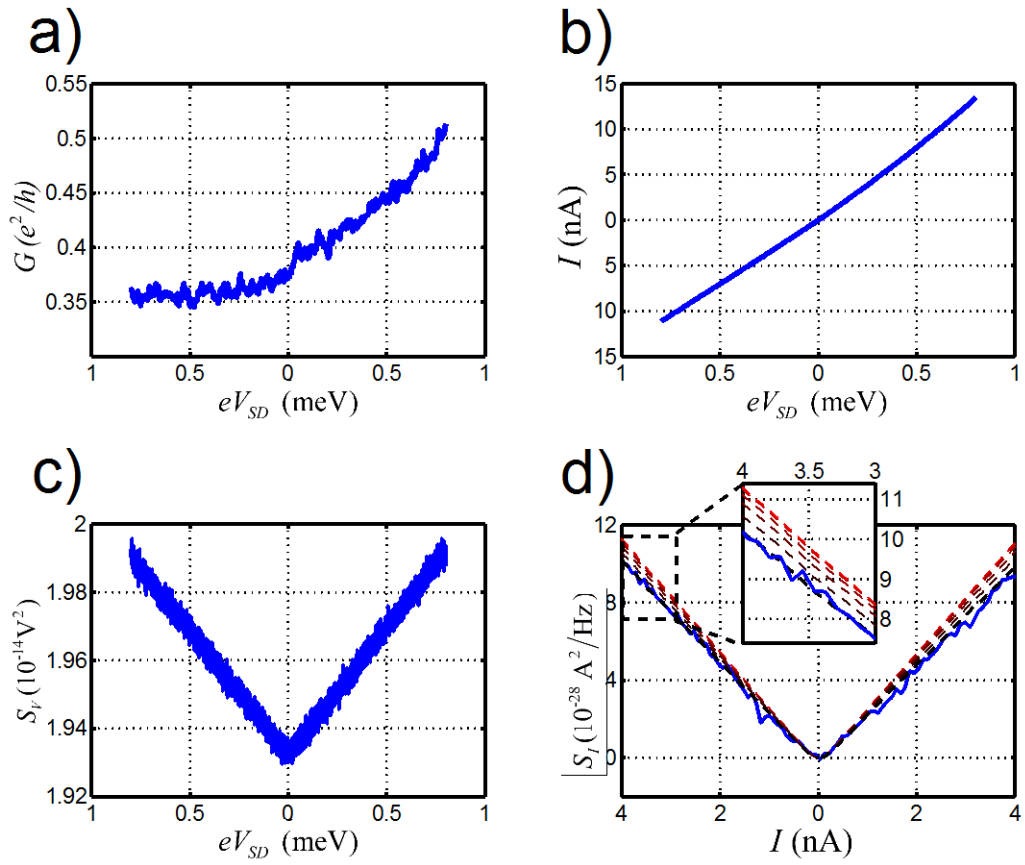 a)
0.55
0.5
0.45
0.4
0.35
G (e²/h)
1 0.5 0 0.5 1
eV_SD (meV)
b)
15
10
5
0
5
10
15
I (nA)
1 0.5 0 0.5 1
eV_SD (meV)
c)
2
1.98
1.96
1.94
1.92
S_V (10⁻¹⁴V²)
1 0.5 0 0.5 1
eV_SD (meV)
d)
4 3.5 3
11
10
9
8
12
8
4
0
S_I (10⁻²⁸ A²/Hz)
4 2 0 2 4
I (nA)